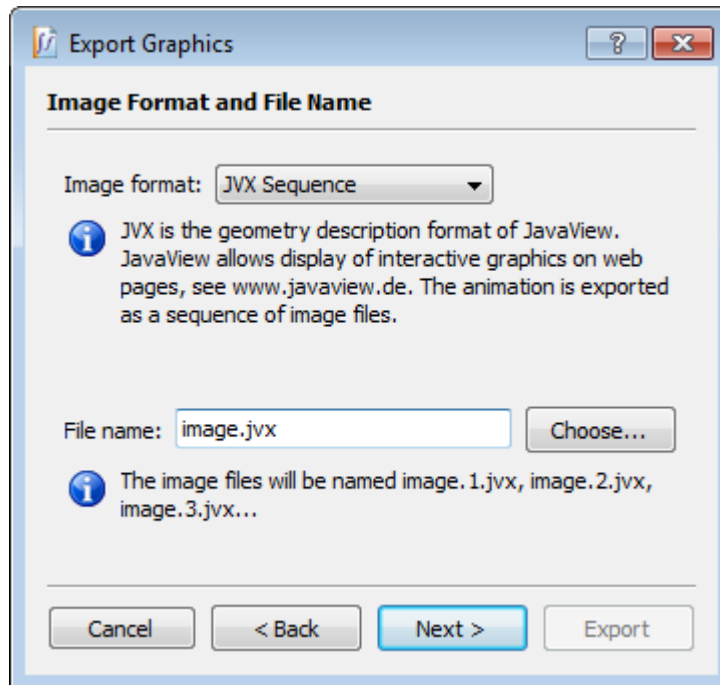 Export Graphics
Image Format and File Name
Image format: JVX Sequence
JVX is the geometry description format of JavaView.
JavaView allows display of interactive graphics on web
pages, see www.javaview.de. The animation is exported
as a sequence of image files.
File name: image.jvx Choose...
The image files will be named image.1.jvx, image.2.jvx,
image.3.jvx...
Cancel < Back Next > Export